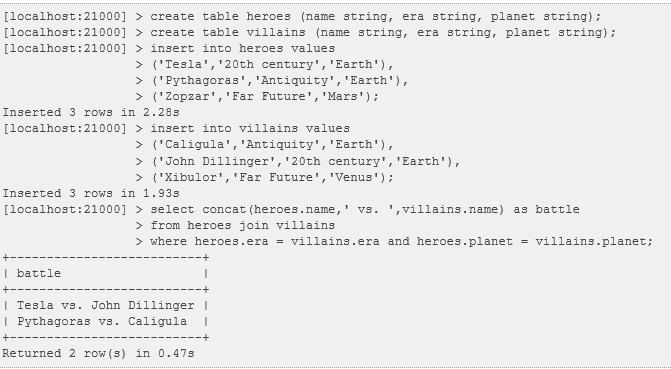 [localhost:21000] > create table heroes (name string, era string, planet string);
[localhost:21000] > create table villains (name string, era string, planet string);
[localhost:21000] > insert into heroes values
                  > ('Tesla','20th century','Earth'),
                  > ('Pythagoras','Antiquity','Earth'),
                  > ('Zopzar','Far Future','Mars');
Inserted 3 rows in 2.28s
[localhost:21000] > insert into villains values
                  > ('Caligula','Antiquity','Earth'),
                  > ('John Dillinger','20th century','Earth'),
                  > ('Xibulor','Far Future','Venus');
Inserted 3 rows in 1.93s
[localhost:21000] > select concat(heroes.name,' vs. ',villains.name) as battle
                  > from heroes join villains
                  > where heroes.era = villains.era and heroes.planet = villains.planet;
+--------------------------+
| battle                   |
+--------------------------+
| Tesla vs. John Dillinger |
| Pythagoras vs. Caligula  |
+--------------------------+
Returned 2 row(s) in 0.47s